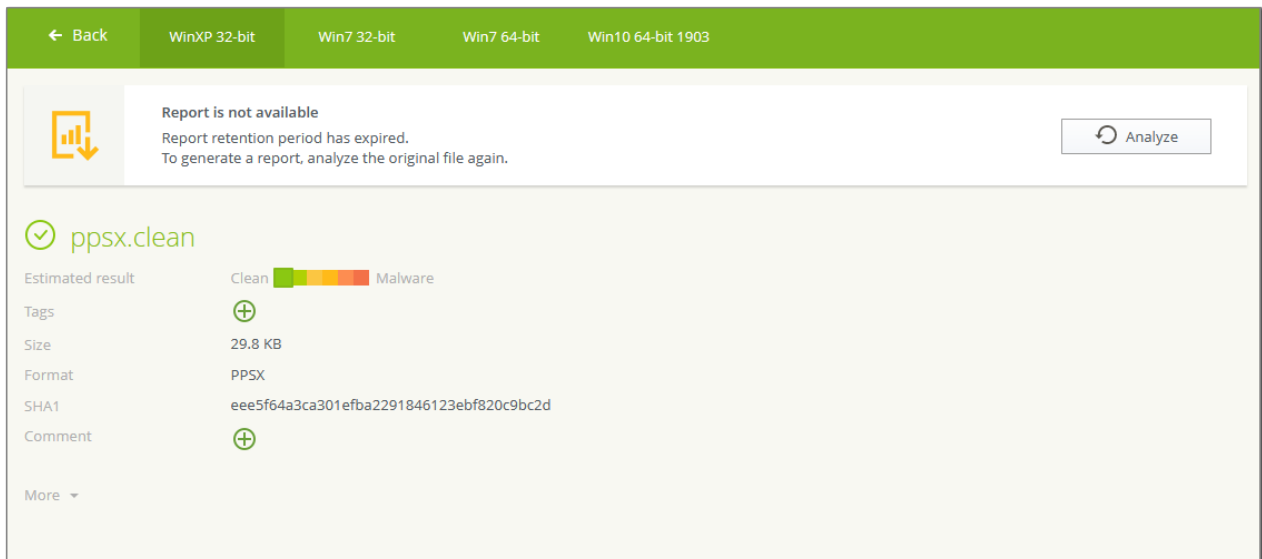 Back WinXP 32-bit Win7 32-bit Win7 64-bit Win10 64-bit 1903
Report is not available
Report retention period has expired.
To generate a report, analyze the original file again.
Analyze
ppsx.clean
Estimated result Clean Malware
Tags
Size 29.8 KB
Format PPSX
SHA1 eee5f64a3ca301efba2291846123ebf820c9bc2d
Comment
More